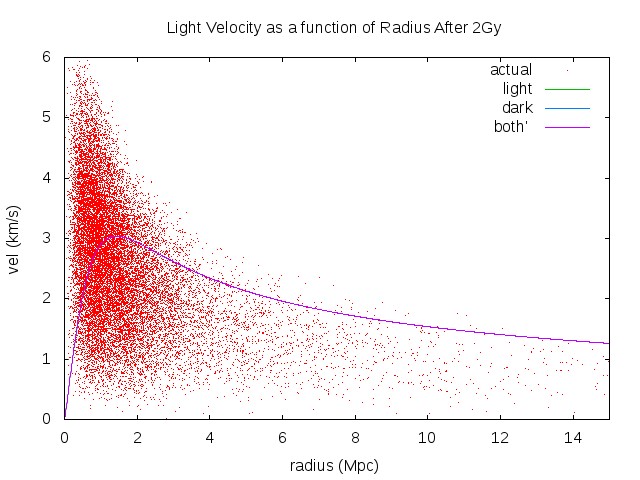 Light Velocity as a function of Radius After 2Gy
actual
light
dark
both'
6
5
4
3
2
1
0
vel (km/s)
0 2 4 6 8 10 12 14
radius (Mpc)